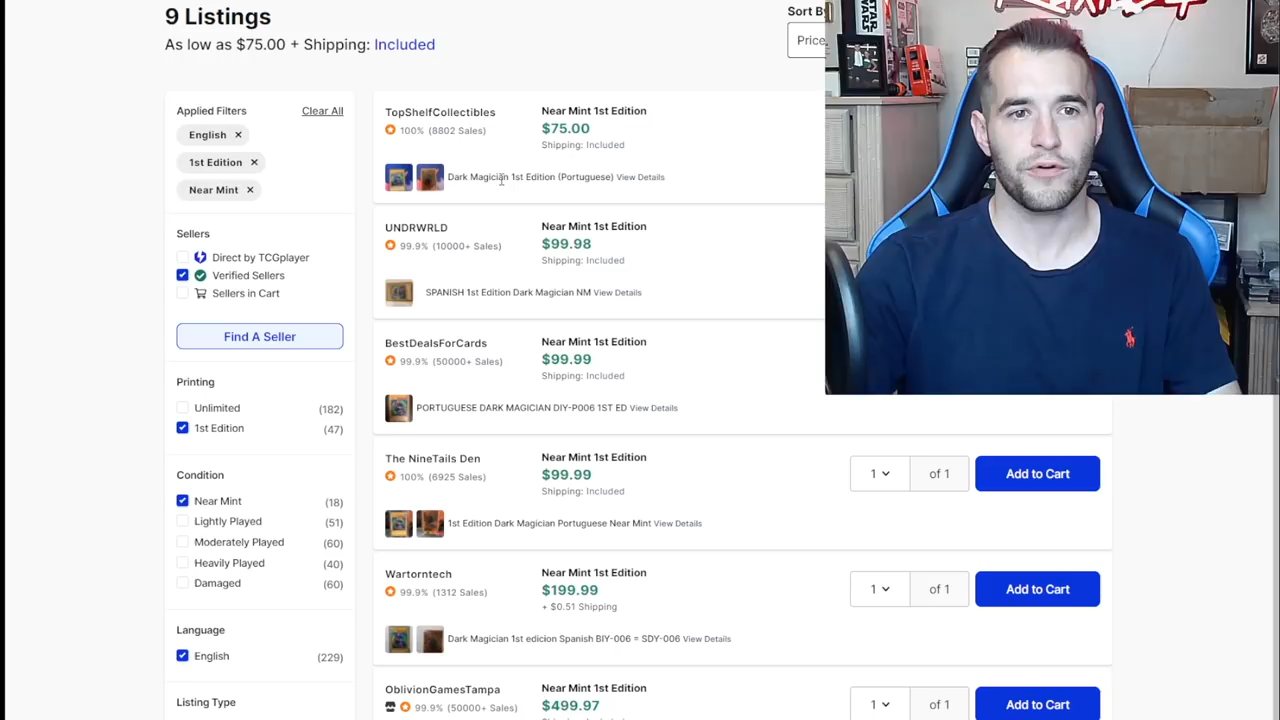 9 Listings
As low as $75.00 + Shipping: Included
Sort By
Price
STAR WARS
Applied Filters
Clear All
English ×
1st Edition ×
Near Mint ×
Sellers
Direct by TCGplayer
Verified Sellers
Sellers in Cart
Find A Seller
Printing
Unlimited (182)
1st Edition (47)
Condition
Near Mint (18)
Lightly Played (51)
Moderately Played (60)
Heavily Played (40)
Damaged (60)
Language
English (229)
Listing Type
TopShelfCollectibles
100% (8802 Sales)
Near Mint 1st Edition
$75.00
Shipping: Included
Dark Magician 1st Edition (Portuguese) View Details
UNDRWRLD
99.9% (10000+ Sales)
Near Mint 1st Edition
$99.98
Shipping: Included
SPANISH 1st Edition Dark Magician NM View Details
BestDealsForCards
99.9% (50000+ Sales)
Near Mint 1st Edition
$99.99
Shipping: Included
PORTUGUESE DARK MAGICIAN DIY-P006 1ST ED View Details
The NineTails Den
100% (6925 Sales)
Near Mint 1st Edition
$99.99
Shipping: Included
1 of 1 Add to Cart
1st Edition Dark Magician Portuguese Near Mint View Details
Wartorntech
99.9% (1312 Sales)
Near Mint 1st Edition
$199.99
+ $0.51 Shipping
1 of 1 Add to Cart
Dark Magician 1st edicion Spanish BIY-006 = SDY-006 View Details
OblivionGamesTampa
99.9% (50000+ Sales)
Near Mint 1st Edition
$499.97
1 of 1 Add to Cart